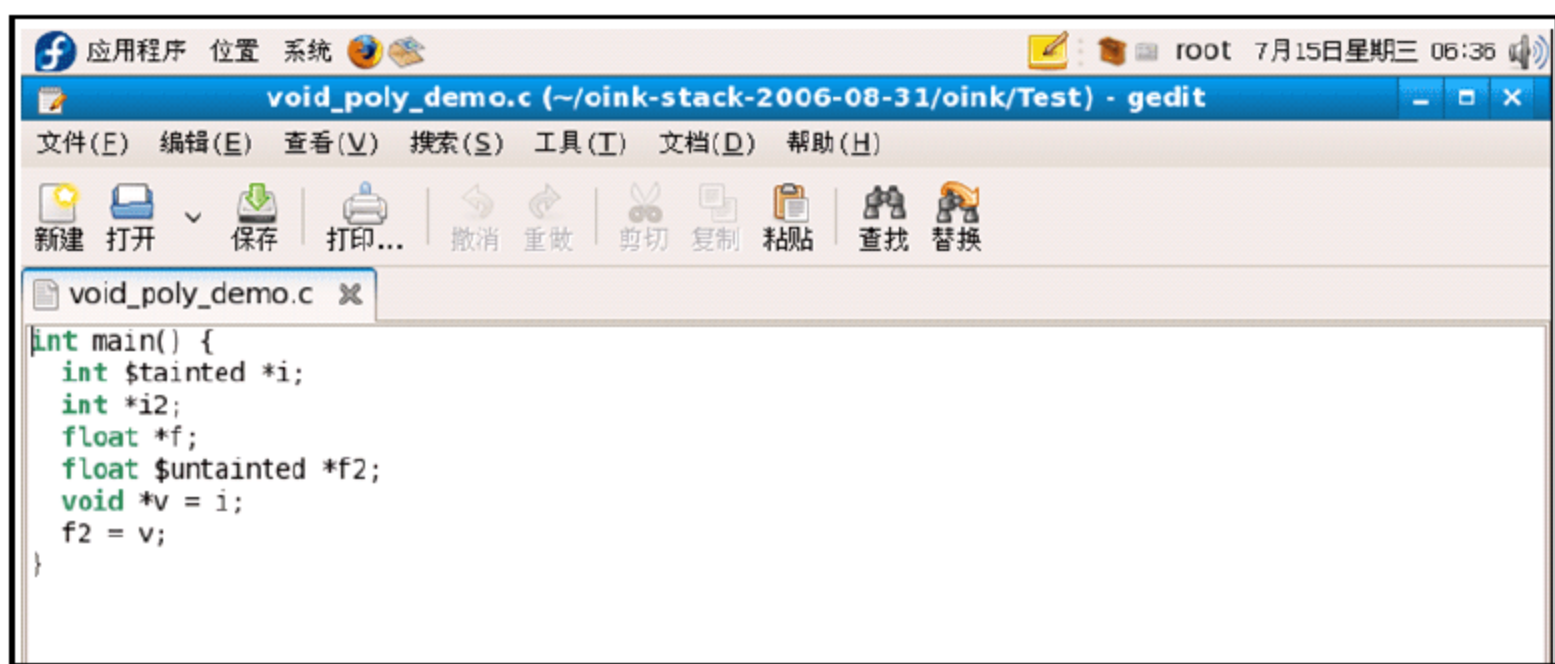 应用程序 位置 系统 root 7月15日星期三 06:36
void_poly_demo.c (~/oink-stack-2006-08-31/oink/Test) - gedit
文件(F) 编辑(E) 查看(V) 搜索(S) 工具(T) 文档(D) 帮助(H)
新建 打开 保存 打印... 撤消 重做 剪切 复制 粘贴 查找 替换
void_poly_demo.c
int main() {
  int $tainted *i;
  int *i2;
  float *f;
  float $untainted *f2;
  void *v = i;
  f2 = v;
}